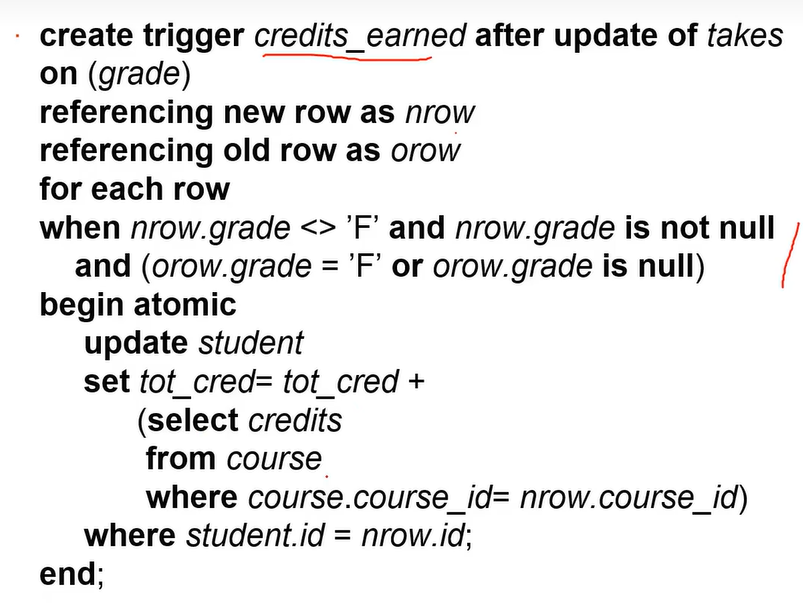 create trigger credits_earned after update of takes
on (grade)
referencing new row as nrow
referencing old row as orow
for each row
when nrow.grade <> ’F’ and nrow.grade is not null
and (orow.grade = ’F’ or orow.grade is null)
begin atomic
update student
set tot_cred= tot_cred +
(select credits
from course
where course.course_id= nrow.course_id)
where student.id = nrow.id;
end;